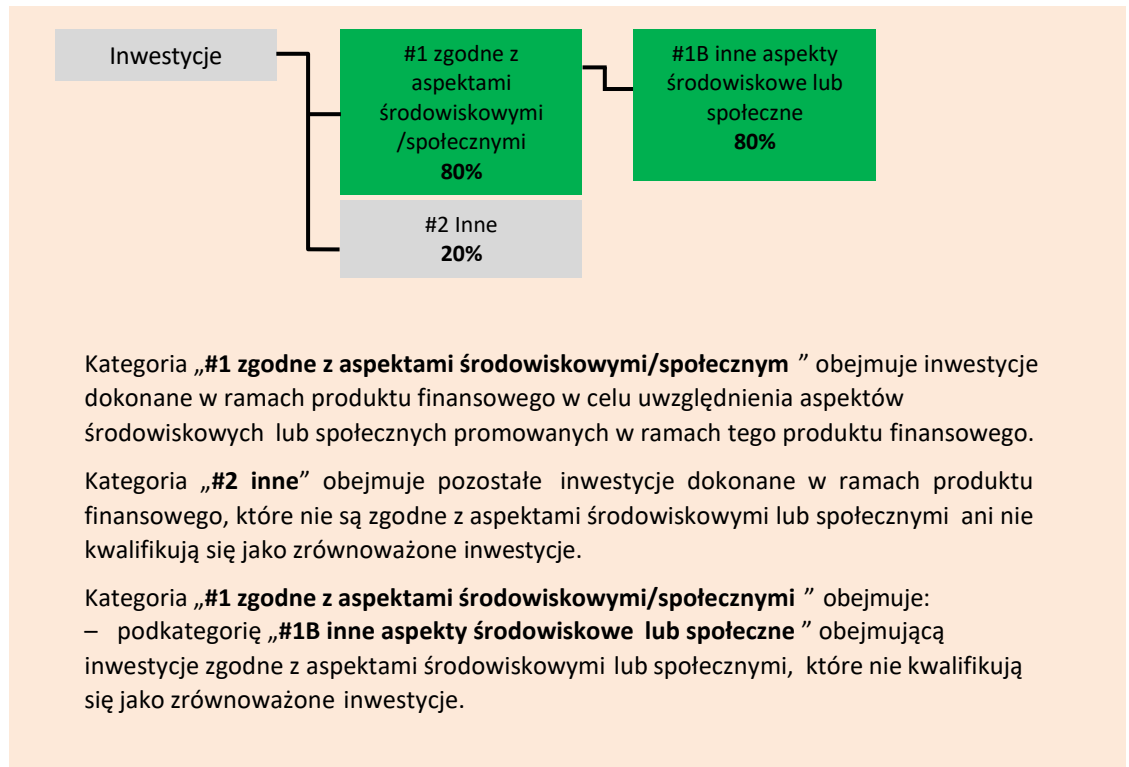 Inwestycje
#1 zgodne z
aspektami
środowiskowymi
/społecznymi
80%
#1B inne aspekty
środowiskowe lub
społeczne
80%
#2 Inne
20%
Kategoria „#1 zgodne z aspektami środowiskowymi/społecznym ” obejmuje inwestycje
dokonane w ramach produktu finansowego w celu uwzględnienia aspektów
środowiskowych lub społecznych promowanych w ramach tego produktu finansowego.
Kategoria „#2 inne” obejmuje pozostałe inwestycje dokonane w ramach produktu
finansowego, które nie są zgodne z aspektami środowiskowymi lub społecznymi ani nie
kwalifikują się jako zrównoważone inwestycje.
Kategoria „#1 zgodne z aspektami środowiskowymi/społecznymi ” obejmuje:
– podkategorię „#1B inne aspekty środowiskowe lub społeczne ” obejmującą
inwestycje zgodne z aspektami środowiskowymi lub społecznymi, które nie kwalifikują
się jako zrównoważone inwestycje.